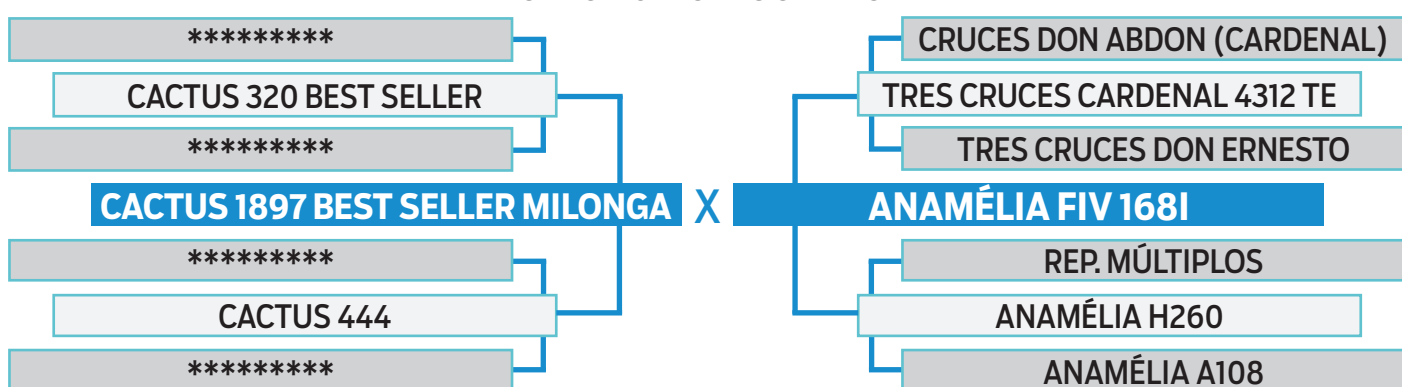 *********
CACTUS 320 BEST SELLER
*********
CACTUS 1897 BEST SELLER MILONGA
*********
CACTUS 444
*********
X
CRUCES DON ABDON (CARDENAL)
TRES CRUCES CARDENAL 4312 TE
TRES CRUCES DON ERNESTO
ANAMÉLIA FIV 168I
REP. MÚLTIPLOS
ANAMÉLIA H260
ANAMÉLIA A108